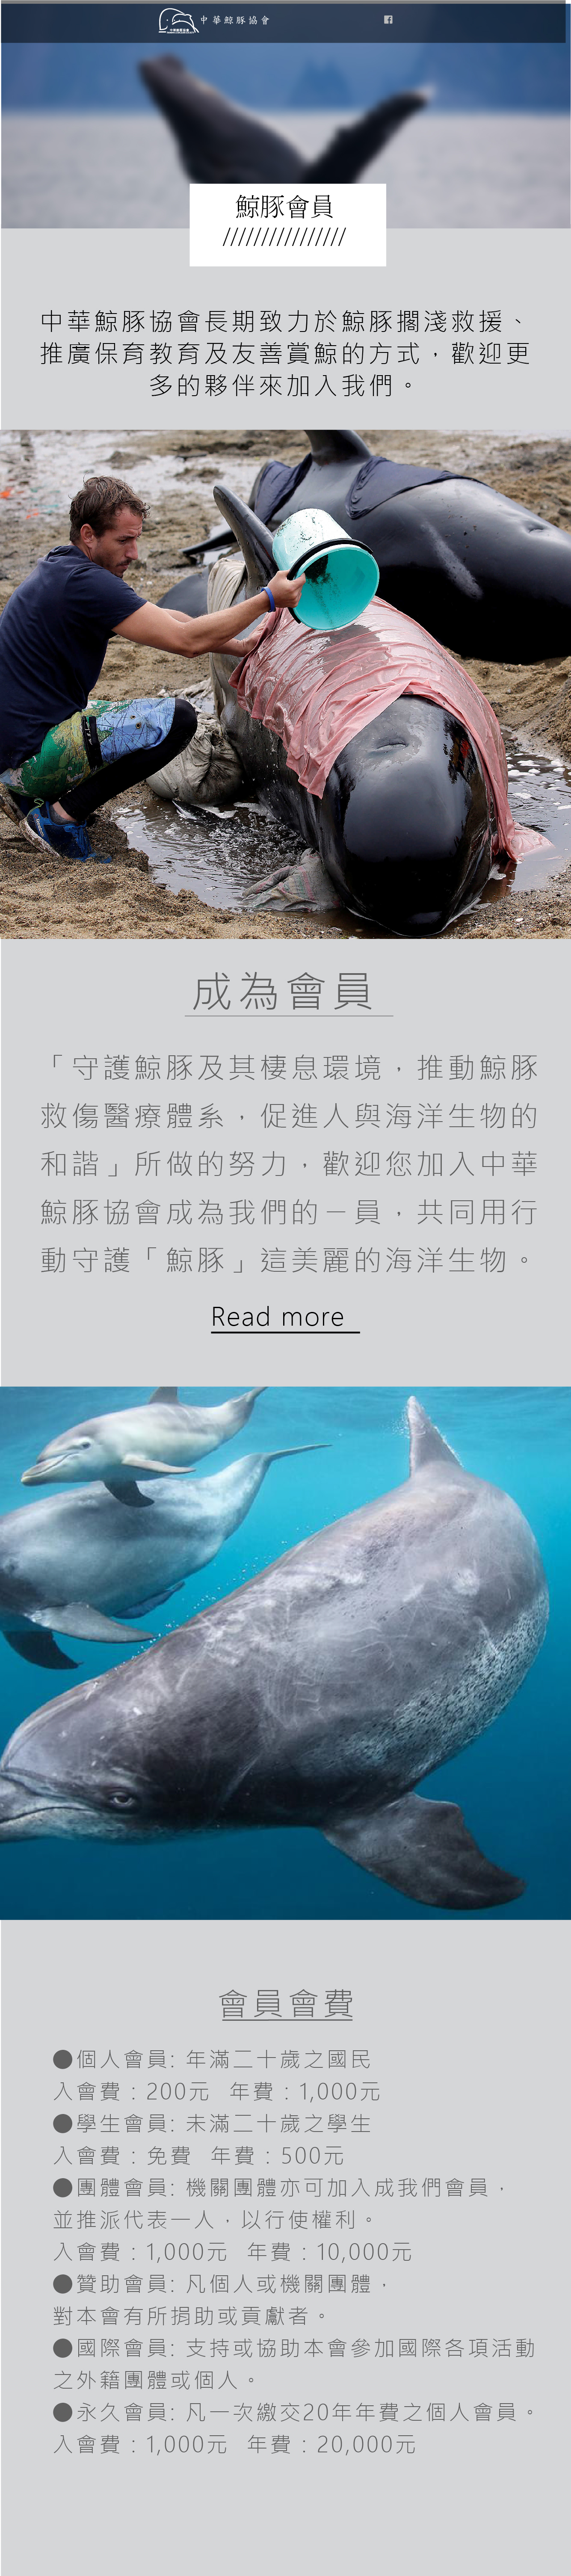 中華鯨豚協會
鯨豚會員
////////////////
中華鯨豚協會長期致力於鯨豚擱淺救援、
推廣保育教育及友善賞鯨的方式，歡迎更
多的夥伴來加入我們。
成為會員
「守護鯨豚及其棲息環境，推動鯨豚
救傷醫療體系，促進人與海洋生物的
和諧」所做的努力，歡迎您加入中華
鯨豚協會成為我們的一員，共同用行
動守護「鯨豚」這美麗的海洋生物。
Read more
會員會費
●個人會員: 年滿二十歲之國民
入會費：200元 年費：1,000元
●學生會員: 未滿二十歲之學生
入會費：免費 年費：500元
●團體會員: 機關團體亦可加入成我們會員，
並推派代表一人，以行使權利。
入會費：1,000元 年費：10,000元
●贊助會員: 凡個人或機關團體，
對本會有所捐助或貢獻者。
●國際會員: 支持或協助本會參加國際各項活動
之外籍團體或個人。
●永久會員: 凡一次繳交20年年費之個人會員。
入會費：1,000元 年費：20,000元